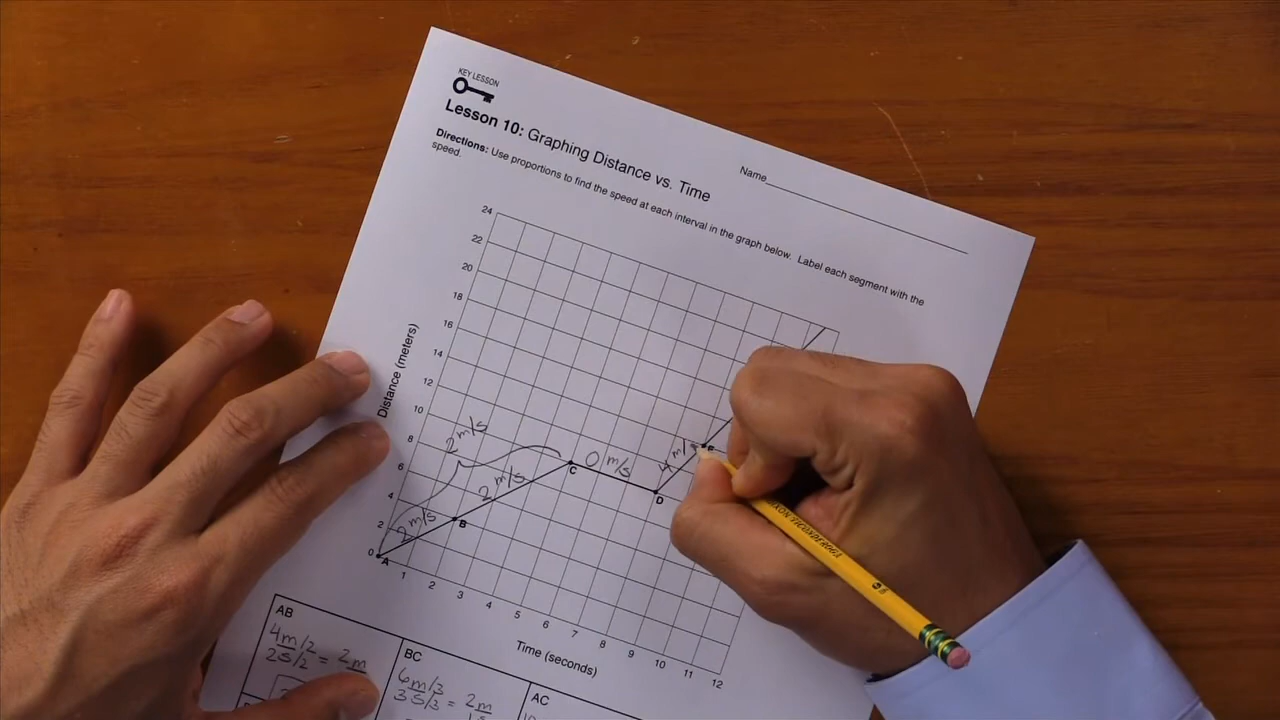 KEY LESSON
Lesson 10: Graphing Distance vs. Time
Name
Directions: Use proportions to find the speed at each interval in the graph below. Label each segment with the
speed.
24
22
20
18
16
14
12
10
8
6
4
2
0
Distance (meters)
2 m/s
2 m/s
2 m/s
0 m/s
4 m/s
A
B
C
D
1
2
3
4
5
6
7
8
9
10
11
12
Time (seconds)
AB
4m/2
2s/2 = 2m
BC
6m/3
3s/3 = 2m
AC